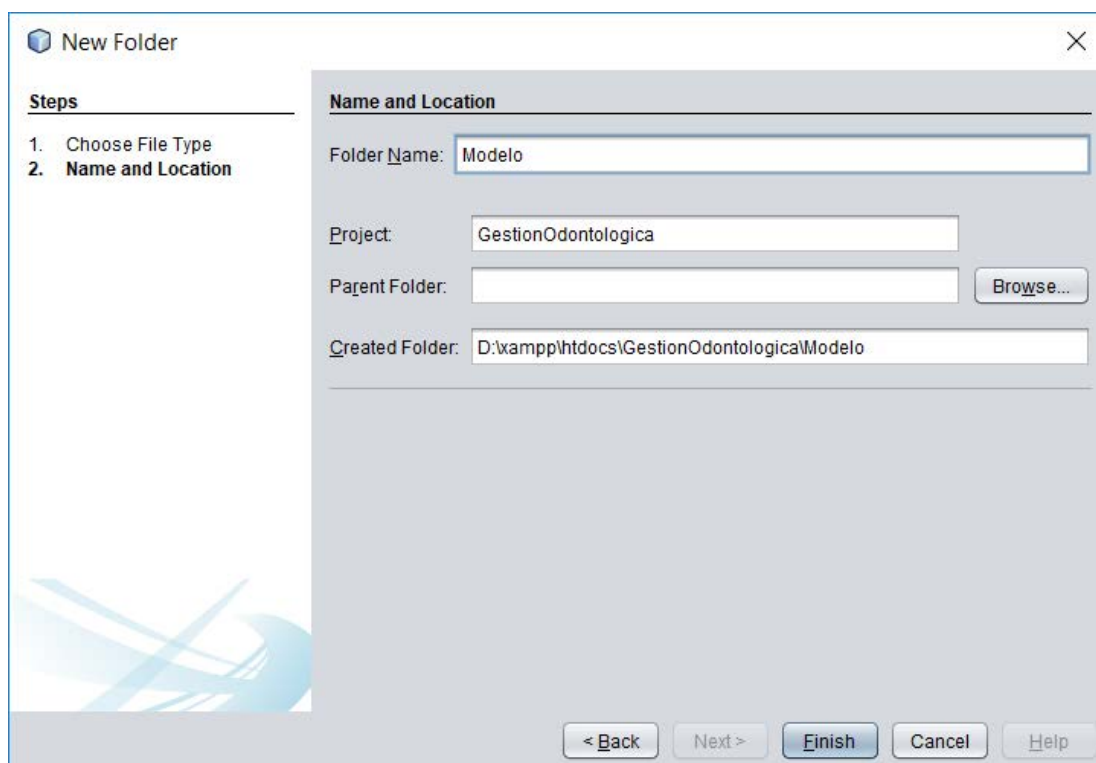 New Folder
Steps
1. Choose File Type
2. Name and Location
Name and Location
Folder Name: Modelo
Project: GestionOdontologica
Parent Folder: Browse...
Created Folder: D:\xampp\htdocs\GestionOdontologica\Modelo
< Back Next > Finish Cancel Help